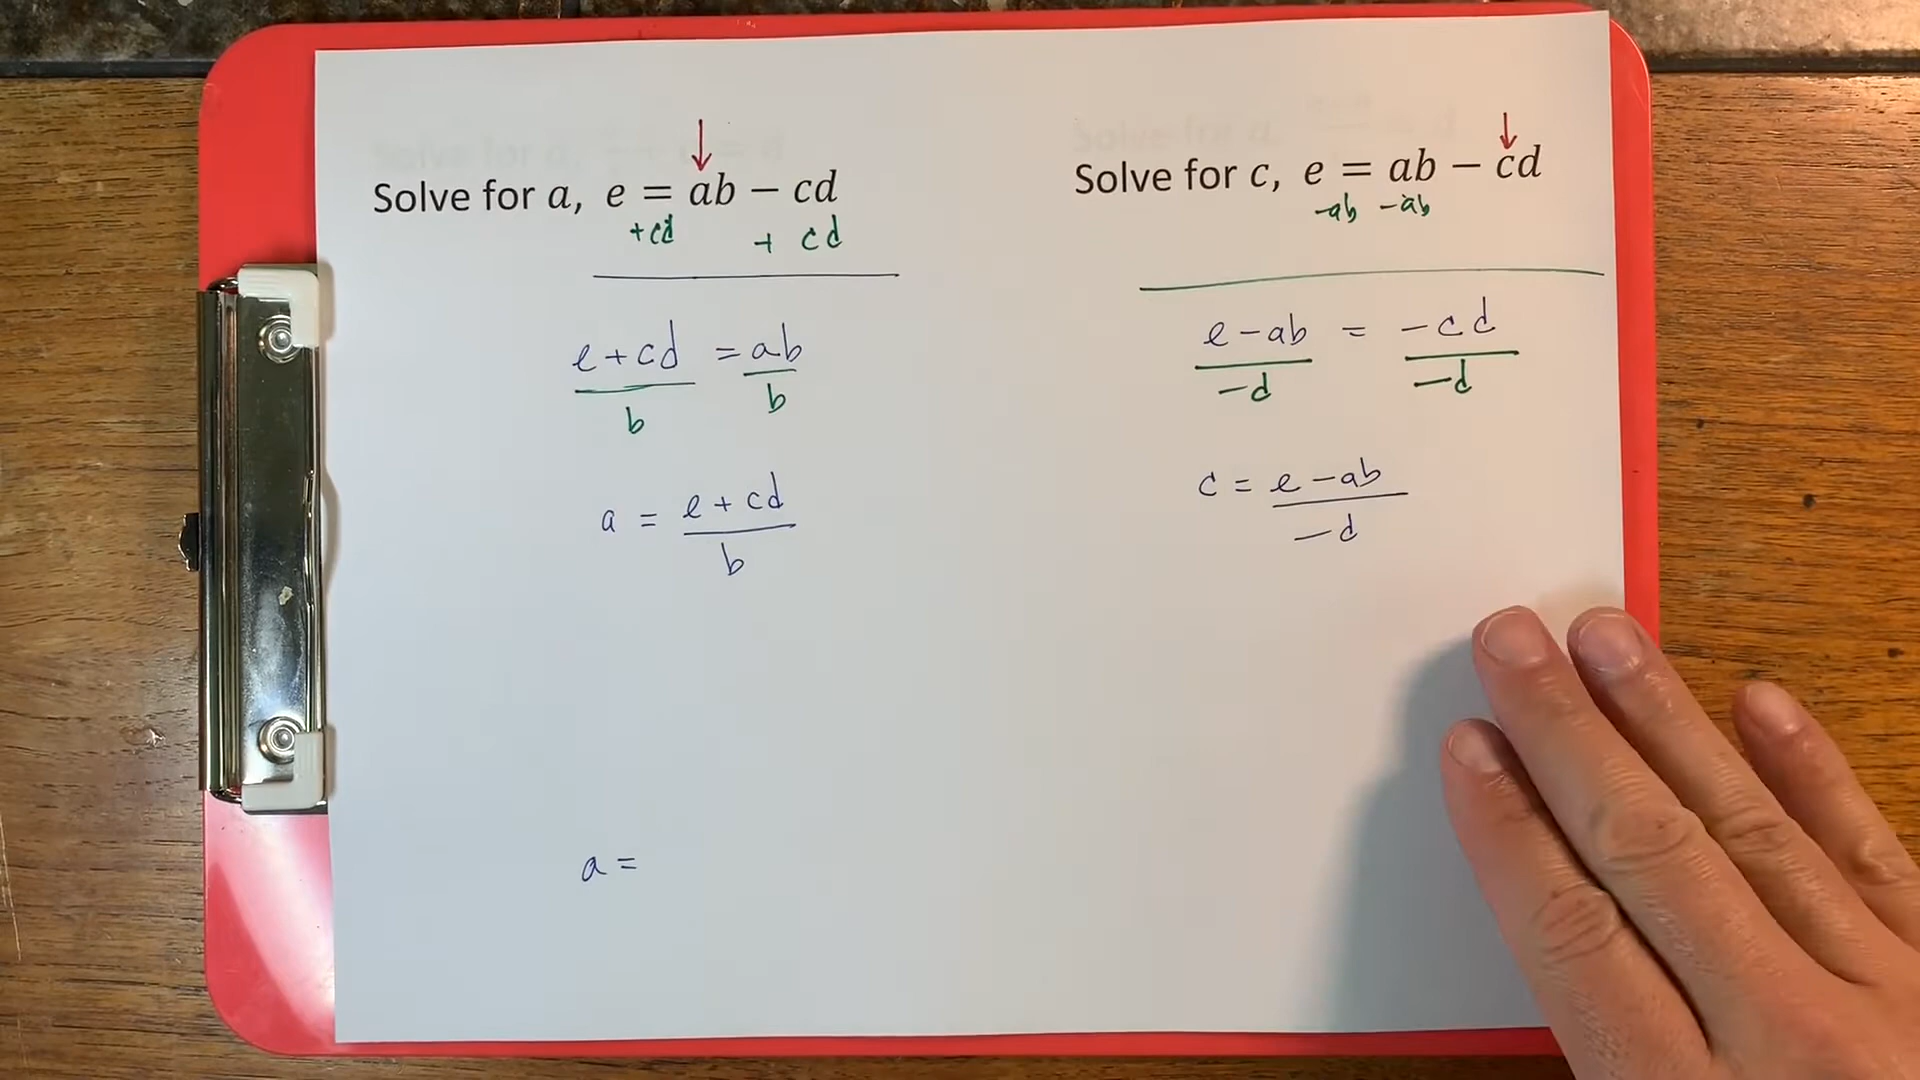 Solve for a, e = ab − cd
+cd + cd
e + cd = ab
b b
a = e + cd
b
a =
Solve for c, e = ab − cd
-ab -ab
e - ab = -cd
-d -d
c = e - ab
-d